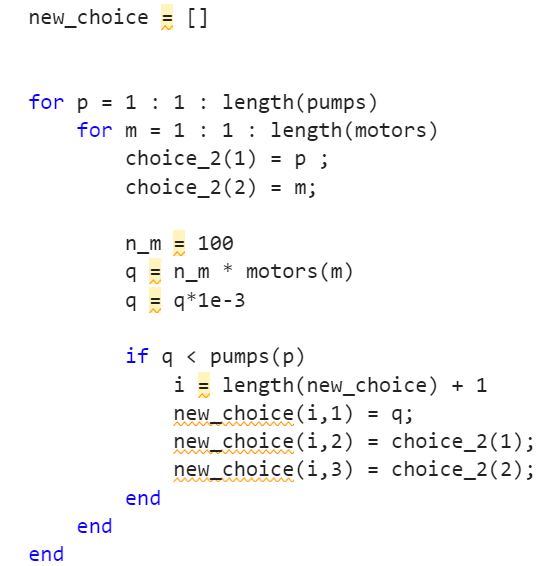 new_choice = []
for p = 1 : 1 : length(pumps)
    for m = 1 : 1 : length(motors)
        choice_2(1) = p ;
        choice_2(2) = m;
        n_m = 100
        q = n_m * motors(m)
        q = q*1e-3
        if q < pumps(p)
            i = length(new_choice) + 1
            new_choice(i,1) = q;
            new_choice(i,2) = choice_2(1);
            new_choice(i,3) = choice_2(2);
        end
    end
end